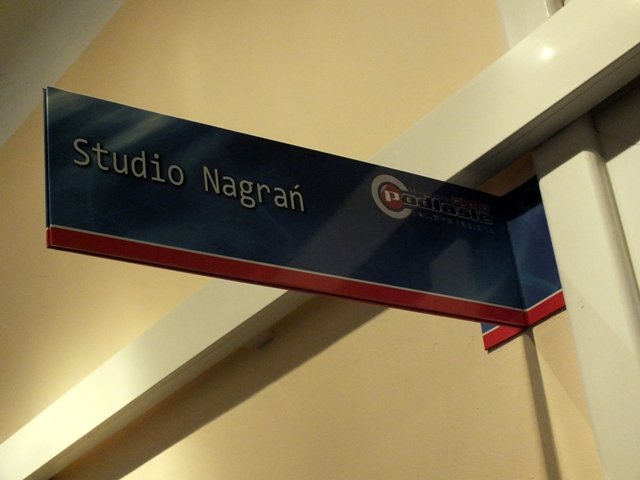 Studio Nagrań
podlasie